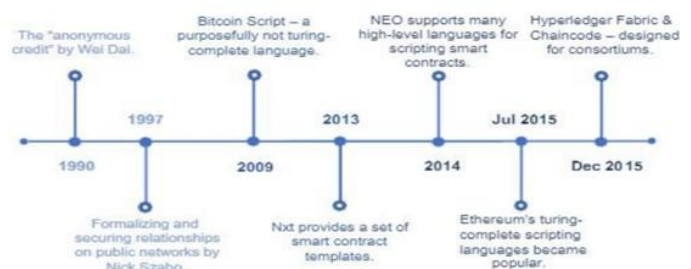 The "anonymous
credit" by Wei Dai.
Bitcoin Script – a
purposefully not turing-
complete language.
NEO supports many
high-level languages for
scripting smart
contracts.
Hyperledger Fabric &
Chaincode – designed
for consortiums.
1997
2013
Jul 2015
1990
2009
2014
Dec 2015
Formalizing and
securing relationships
on public networks by
Nick Szabo
Nxt provides a set of
smart contract
templates.
Ethereum's turing-
complete scripting
languages became
popular.